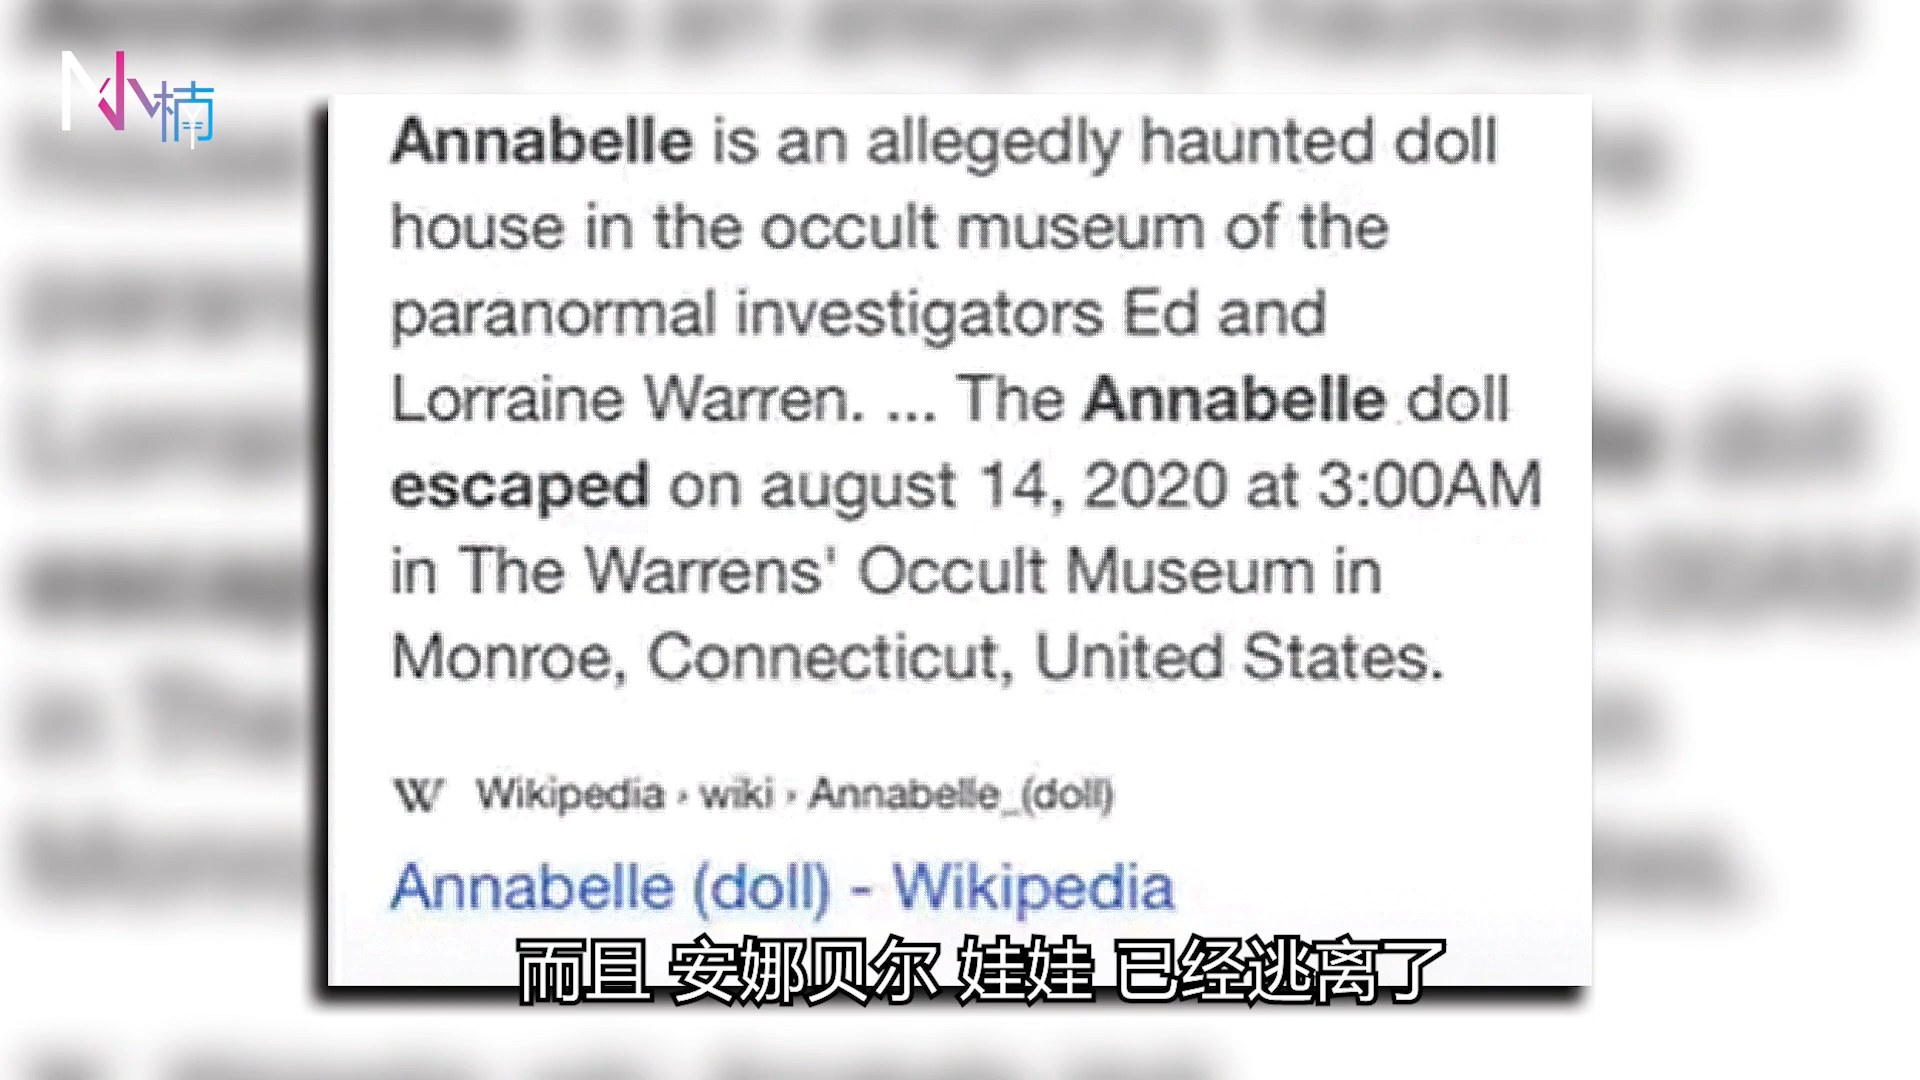 N 楠
Annabelle is an allegedly haunted doll
house in the occult museum of the
paranormal investigators Ed and
Lorraine Warren. ... The Annabelle doll
escaped on august 14, 2020 at 3:00AM
in The Warrens' Occult Museum in
Monroe, Connecticut, United States.
W Wikipedia › wiki › Annabelle_(doll)
Annabelle (doll) - Wikipedia
而且 安娜贝尔 娃娃 已经逃离了